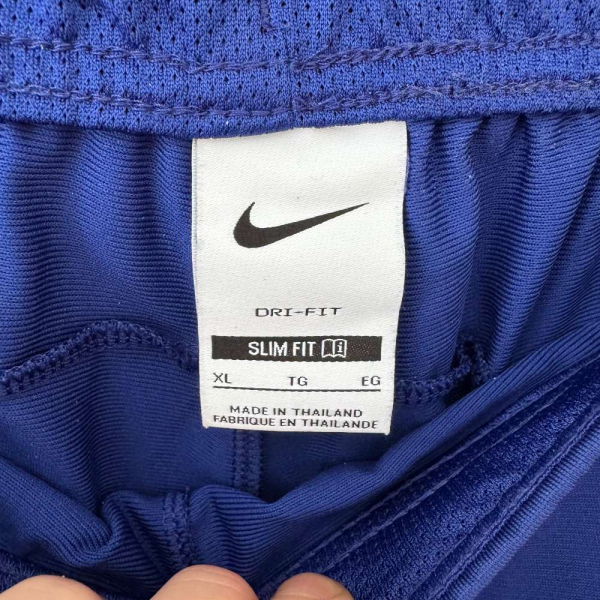 DRI-FIT
SLIM FIT
XL TG EG
MADE IN THAILAND
FABRIQUE EN THAILANDE